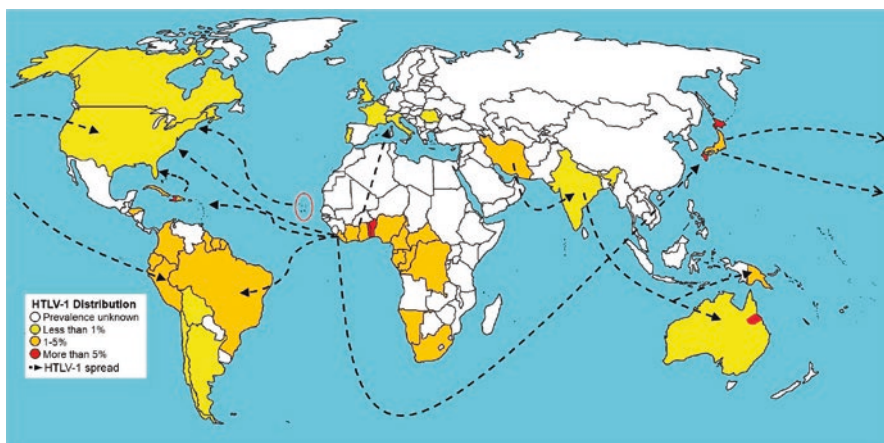 HTLV-1 Distribution
Prevalence unknown
Less than 1%
1-5%
More than 5%
HTLV-1 spread